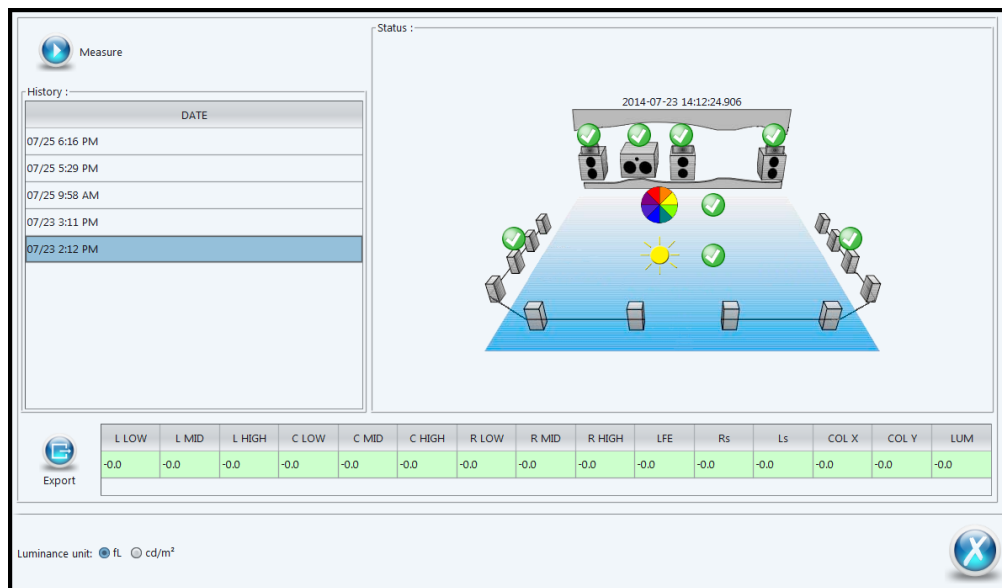 Measure
Status :
History :
DATE
07/25 6:16 PM
07/25 5:29 PM
07/25 9:58 AM
07/23 3:11 PM
07/23 2:12 PM
2014-07-23 14:12:24.906
Export
L LOW L MID L HIGH C LOW C MID C HIGH R LOW R MID R HIGH LFE Rs Ls COL X COL Y LUM
-0.0 -0.0 -0.0 -0.0 -0.0 -0.0 -0.0 -0.0 -0.0 -0.0 -0.0 -0.0 -0.0 -0.0 -0.0
Luminance unit: fL cd/m²